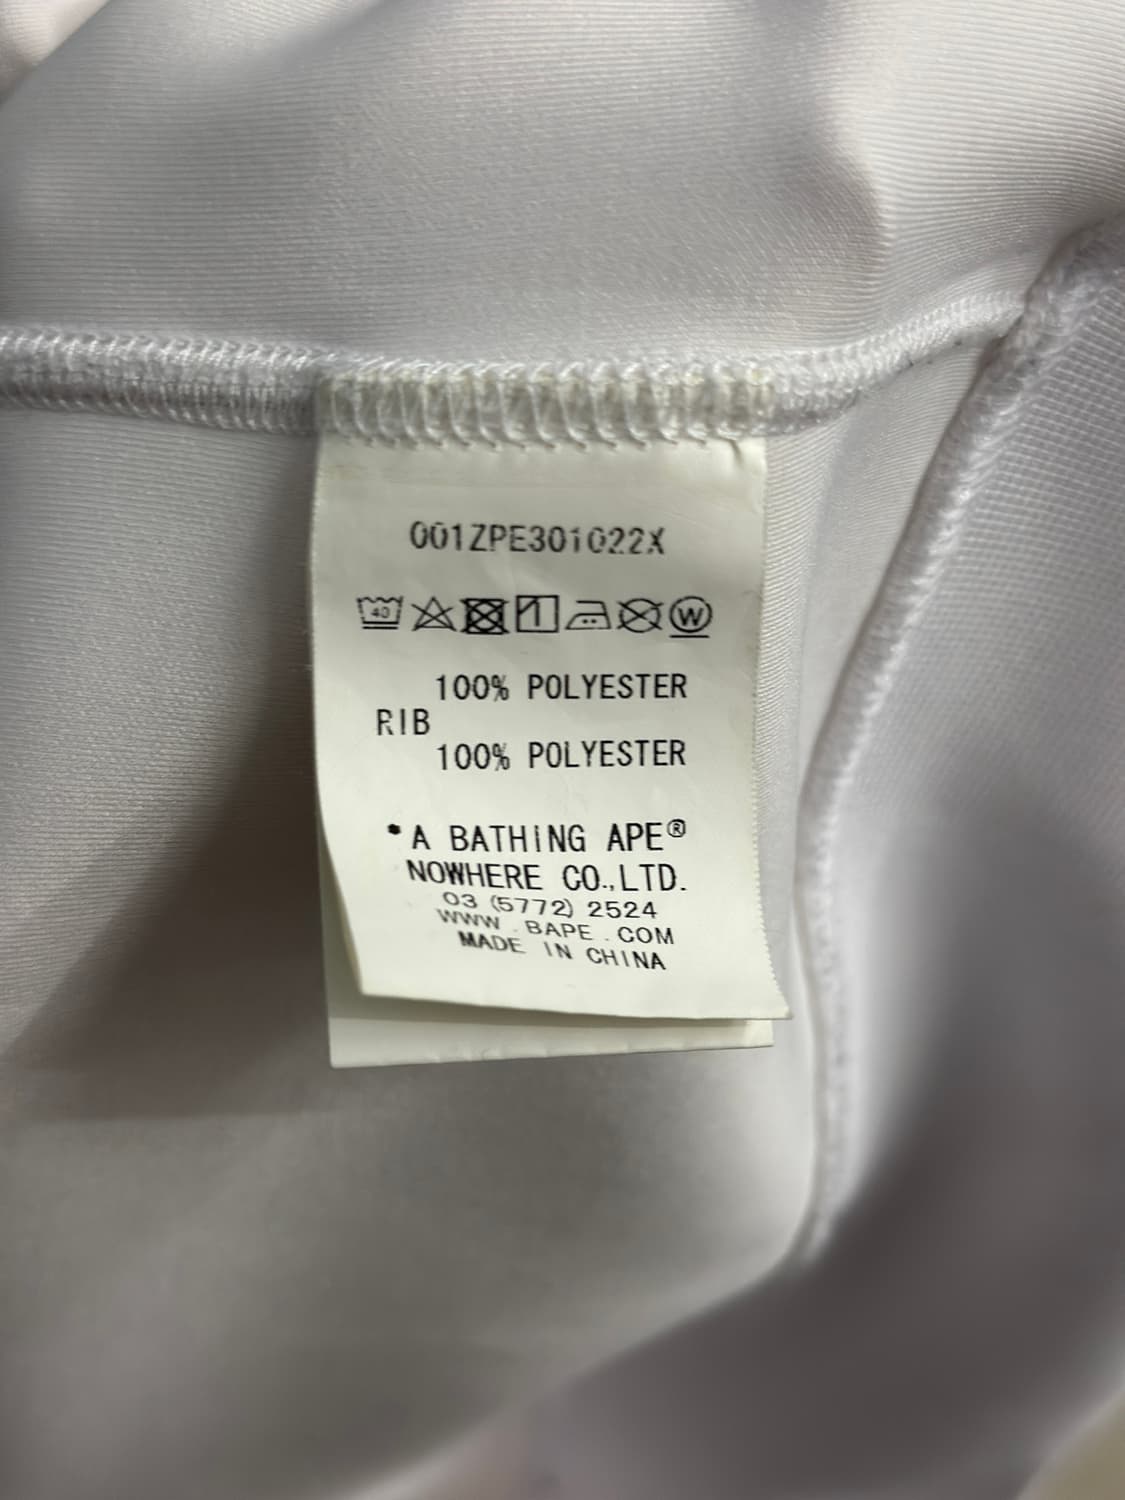 001ZPE301022X
40 W
100% POLYESTER
RIB
100% POLYESTER
*A BATHING APE®
NOWHERE CO.,LTD.
03 (5772) 2524
WWW . BAPE . COM
MADE IN CHINA